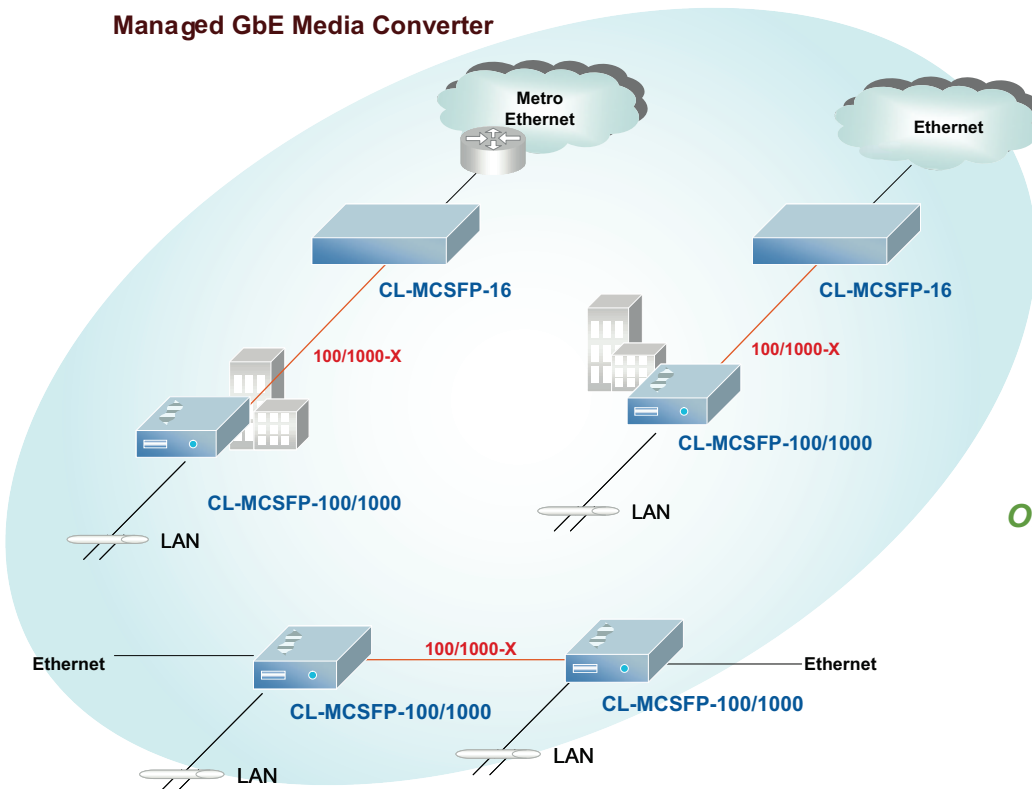 Managed GbE Media Converter
Metro
Ethernet
Ethernet
CL-MCSFP-16
CL-MCSFP-16
100/1000-X
100/1000-X
CL-MCSFP-100/1000
CL-MCSFP-100/1000
LAN
LAN
O
Ethernet
100/1000-X
Ethernet
CL-MCSFP-100/1000
CL-MCSFP-100/1000
LAN
LAN